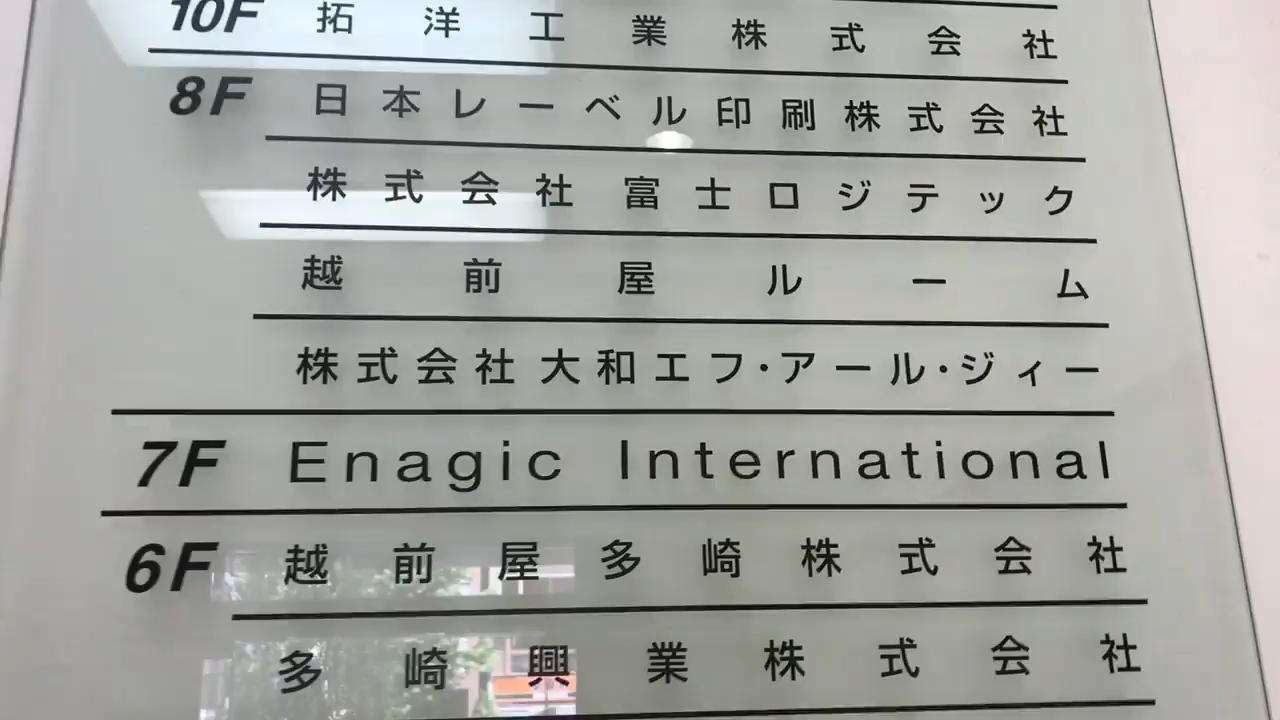 10F 拓洋工業株式会社
8F 日本レーベル印刷株式会社
株式会社富士ロジテック
越前屋ルーム
株式会社大和エフ・アール・ジィー
7F Enagic International
6F 越前屋多崎株式会社
多崎興業株式会社